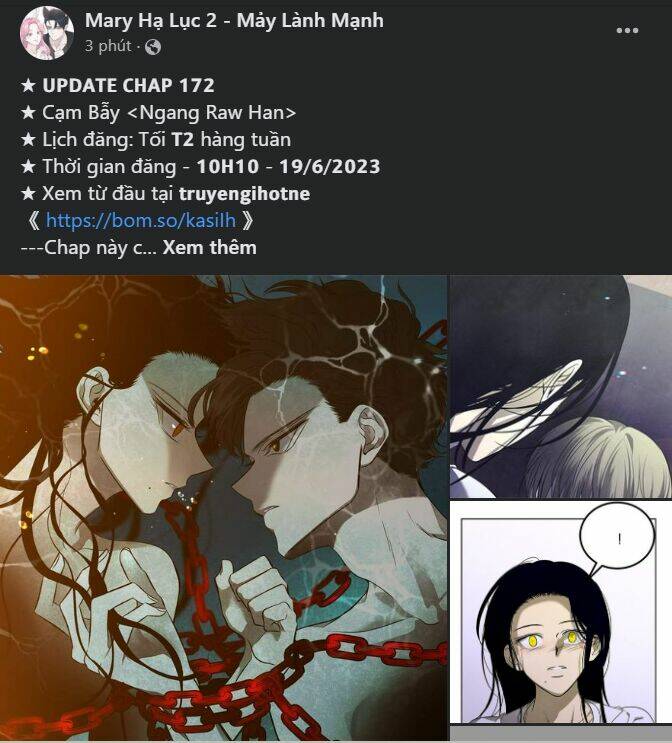 Mary Hạ Lục 2 - Mảy Lành Mạnh
3 phút ·
★ UPDATE CHAP 172
★ Cạm Bẫy <Ngang Raw Han>
★ Lịch đăng: Tối T2 hàng tuần
★ Thời gian đăng - 10H10 - 19/6/2023
★ Xem từ đầu tại truyengihotne
《 https://bom.so/kasilh 》
---Chap này c... Xem thêm
!